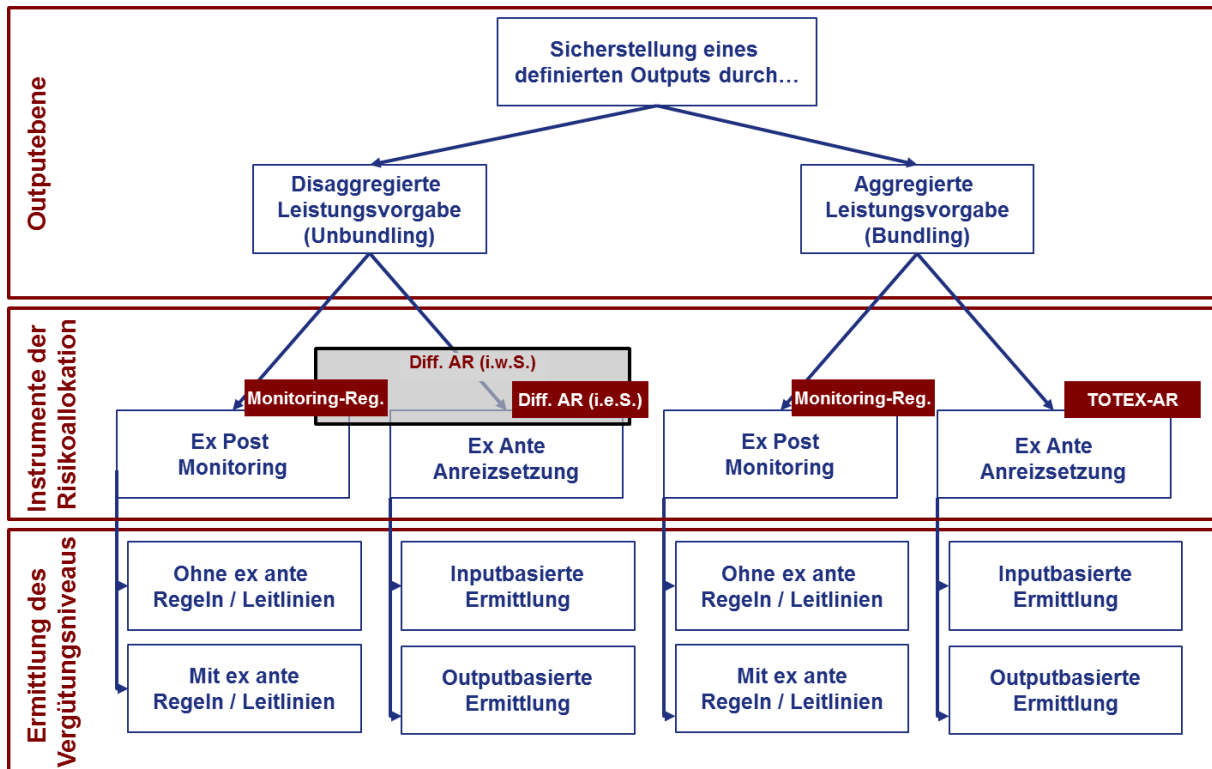 Outputebene
Sicherstellung eines
definierten Outputs durch…
Disaggregierte
Leistungsvorgabe
(Unbundling)
Aggregierte
Leistungsvorgabe
(Bundling)
Instrumente der
Risikoallokation
Diff. AR (i.w.S.)
Monitoring-Reg.
Diff. AR (i.e.S.)
Monitoring-Reg.
TOTEX-AR
Ex Post
Monitoring
Ex Ante
Anreizsetzung
Ex Post
Monitoring
Ex Ante
Anreizsetzung
Ermittlung des
Vergütungsniveaus
Ohne ex ante
Regeln / Leitlinien
Inputbasierte
Ermittlung
Ohne ex ante
Regeln / Leitlinien
Inputbasierte
Ermittlung
Mit ex ante
Regeln / Leitlinien
Outputbasierte
Ermittlung
Mit ex ante
Regeln / Leitlinien
Outputbasierte
Ermittlung